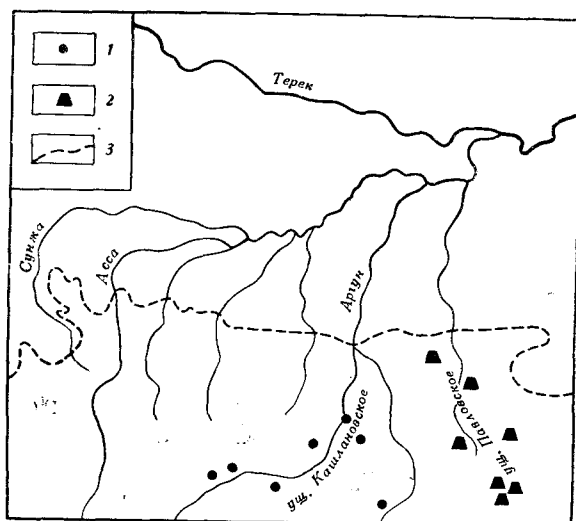 1
2
3
Терек
Сунжа
Асса
Аргун
ущ. Кашлановское
ущ. Павловское